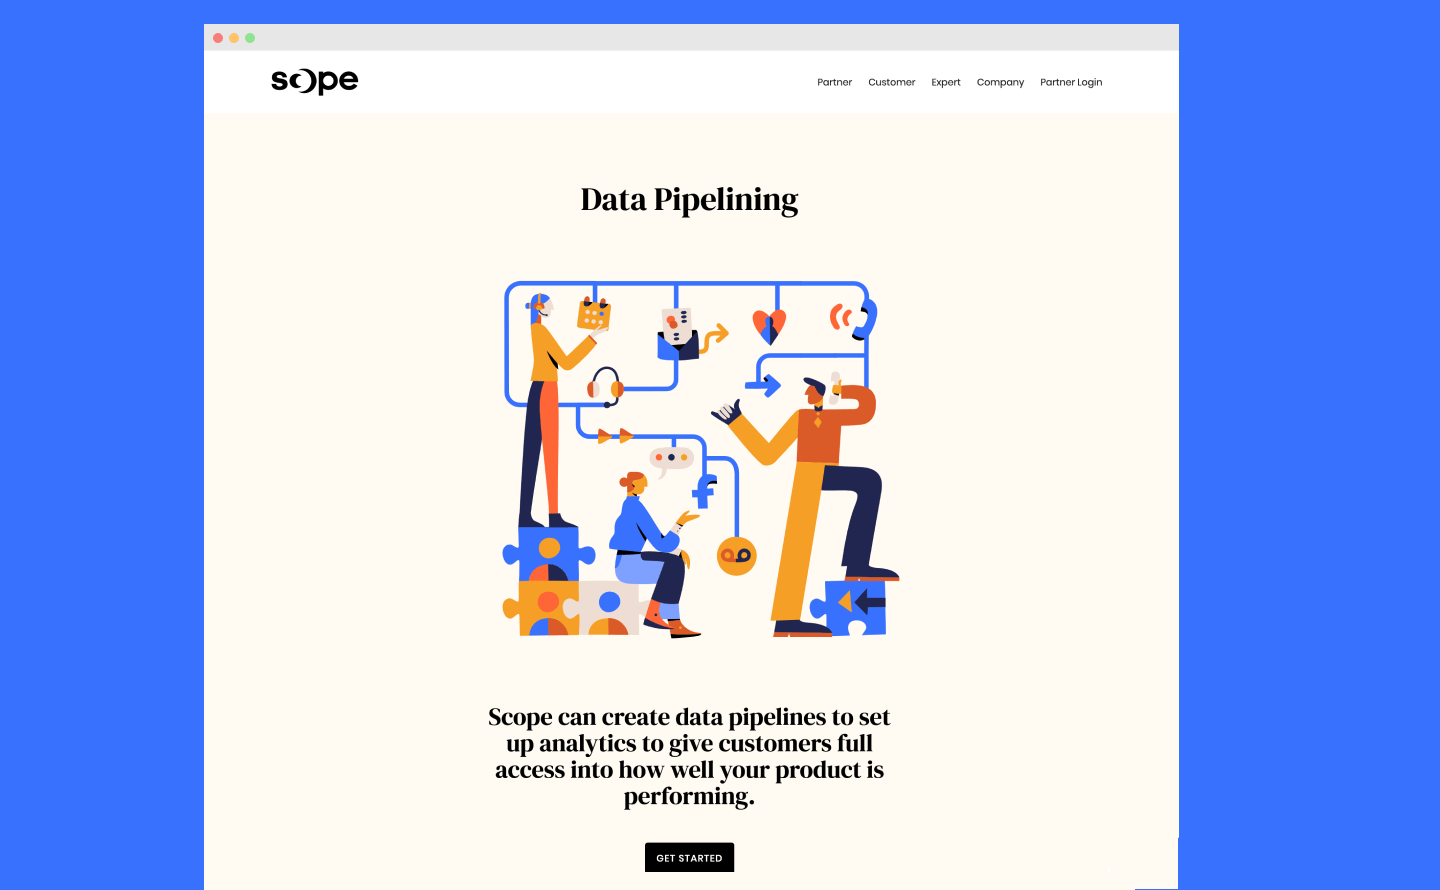 scope
Partner Customer Expert Company Partner Login
Data Pipelining
f
Scope can create data pipelines to set
up analytics to give customers full
access into how well your product is
performing.
GET STARTED